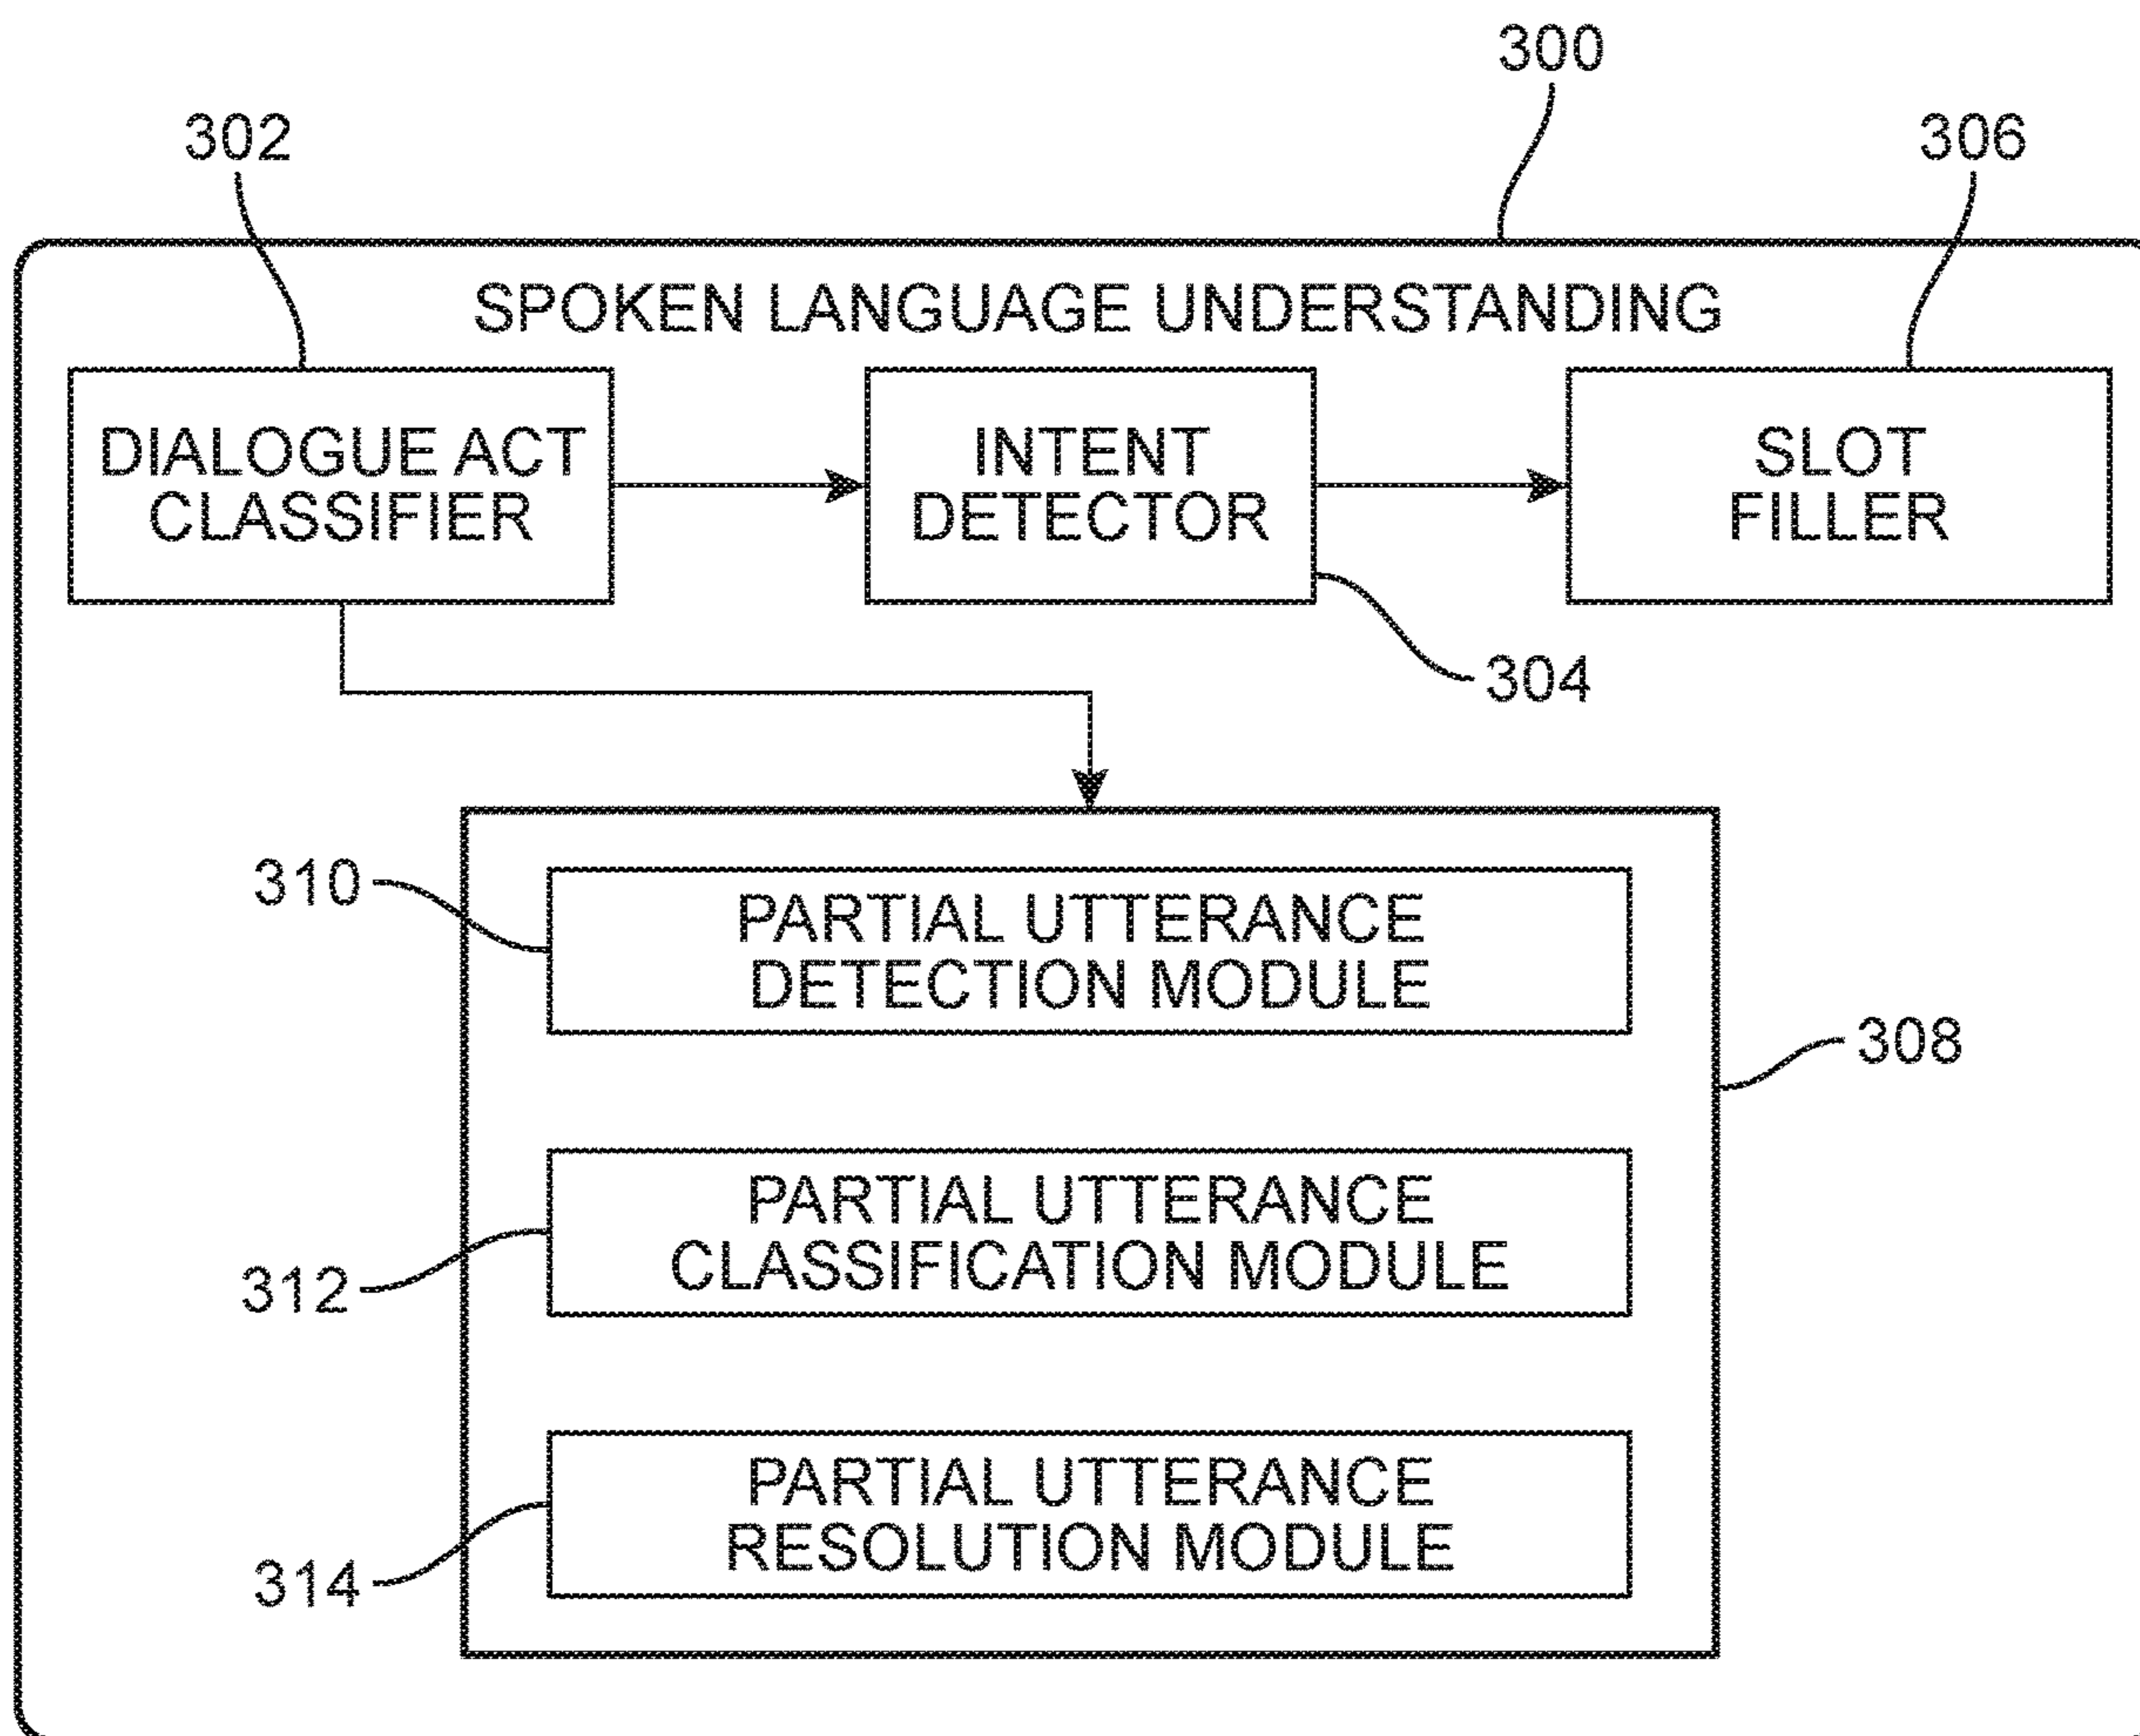 300
302
306
SPOKEN LANGUAGE UNDERSTANDING
DIALOGUE ACT
CLASSIFIER
INTENT
DETECTOR
SLOT
FILLER
304
310
PARTIAL UTTERANCE
DETECTION MODULE
308
PARTIAL UTTERANCE
CLASSIFICATION MODULE
312
PARTIAL UTTERANCE
RESOLUTION MODULE
314